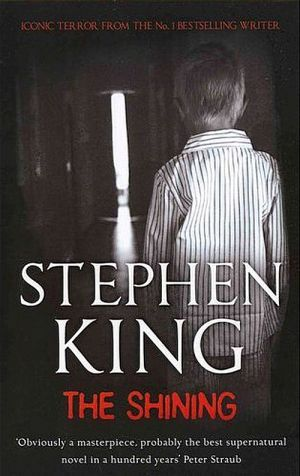 ICONIC TERROR FROM THE No. 1 BESTSELLING WRITER
STEPHEN
KING
THE SHINING
'Obviously a masterpiece, probably the best supernatural
novel in a hundred years' Peter Straub